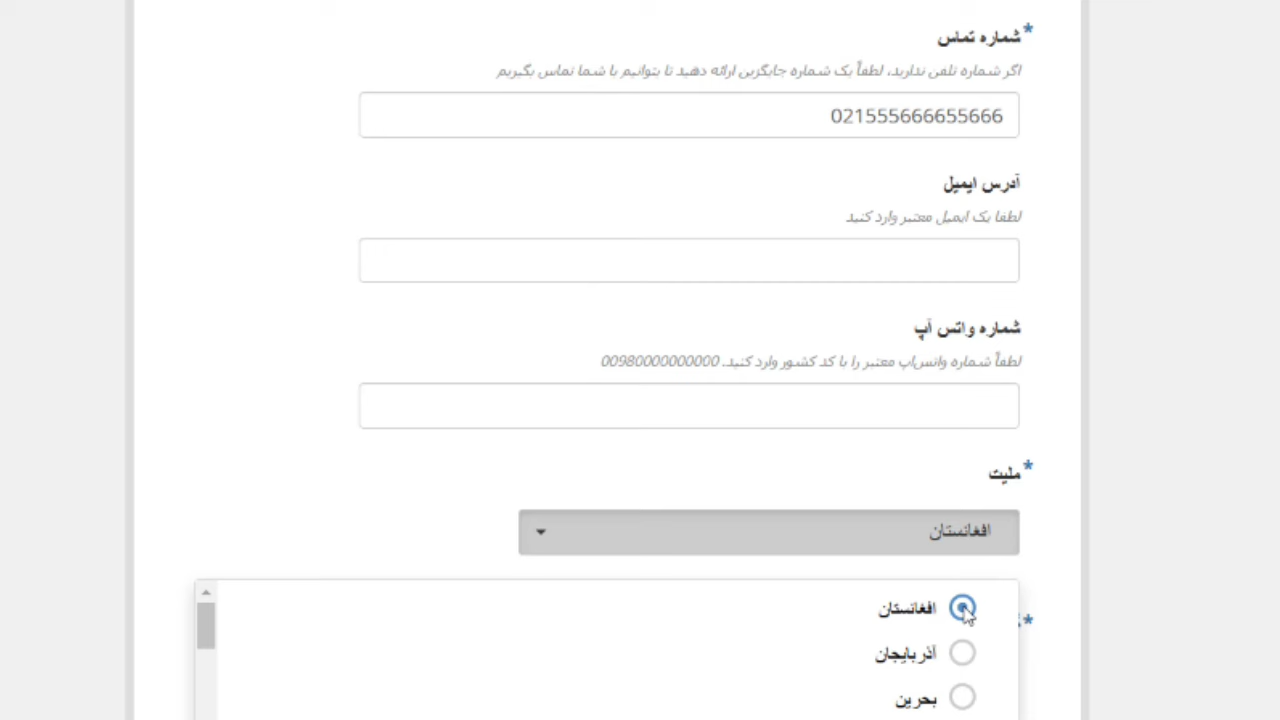 شماره تماس*
اگر شماره تلفن ندارید، لطفاً یک شماره جایگزین ارائه دهید تا بتوانیم با شما تماس بگیریم
021555666655666
آدرس ایمیل
لطفا یک ایمیل معتبر وارد کنید
شماره واتس آپ
لطفاً شماره واتس‌اپ معتبر را با کد کشور وارد کنید. 00980000000000
ملیت*
افغانستان
افغانستان
*
آذربایجان
بحرین